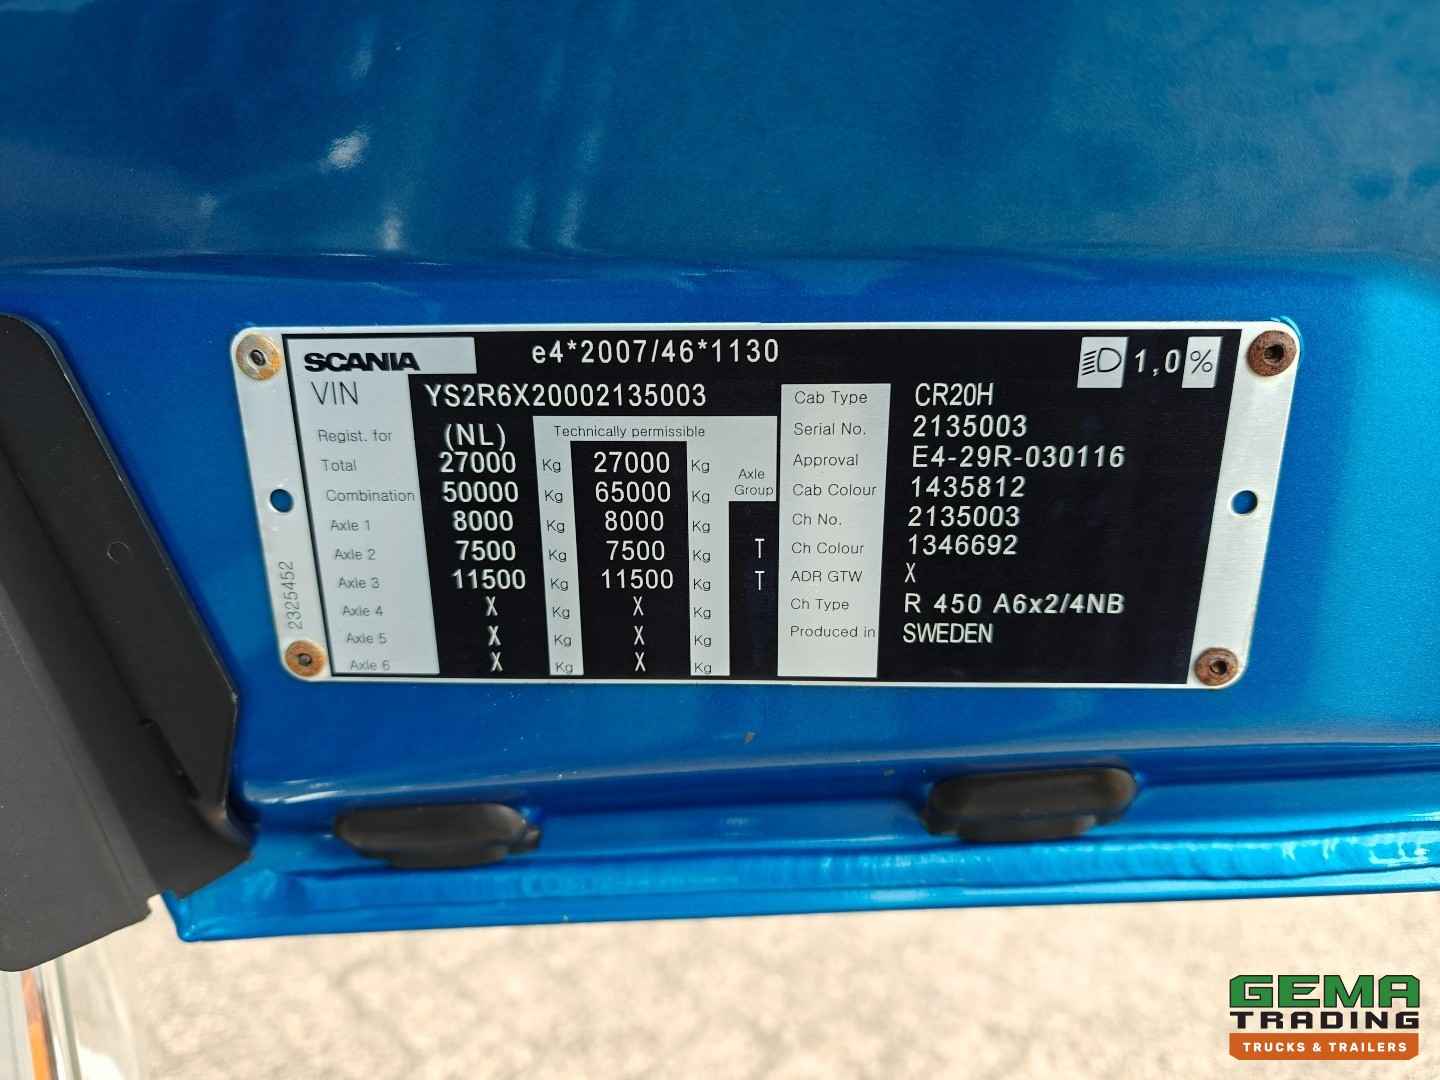 SCANIA e4*2007/46*1130 1,0 %
VIN YS2R6X20002135003
Regist. for (NL) Technically permissible
Total 27000 Kg 27000 Kg
Axle Group
Combination 50000 Kg 65000 Kg
Axle 1 8000 Kg 8000 Kg
Axle 2 7500 Kg 7500 Kg T
Axle 3 11500 Kg 11500 Kg T
Axle 4 X Kg X Kg
Axle 5 X Kg X Kg
Axle 6 X Kg X Kg
Cab Type CR20H
Serial No. 2135003
Approval E4-29R-030116
Cab Colour 1435812
Ch No. 2135003
Ch Colour 1346692
ADR GTW X
Ch Type R 450 A6x2/4NB
Produced in SWEDEN
2325452
GEMA
TRADING
TRUCKS & TRAILERS